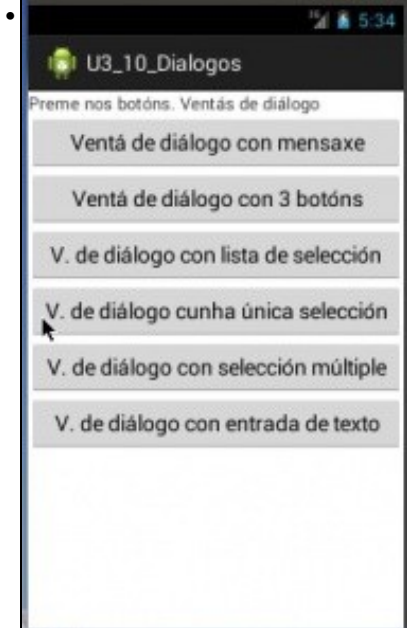 5:34
U3_10_Dialogos
Preme nos botóns. Ventás de diálogo
Ventá de diálogo con mensaxe
Ventá de diálogo con 3 botóns
V. de diálogo con lista de selección
V. de diálogo cunha única selección
V. de diálogo con selección múltiple
V. de diálogo con entrada de texto